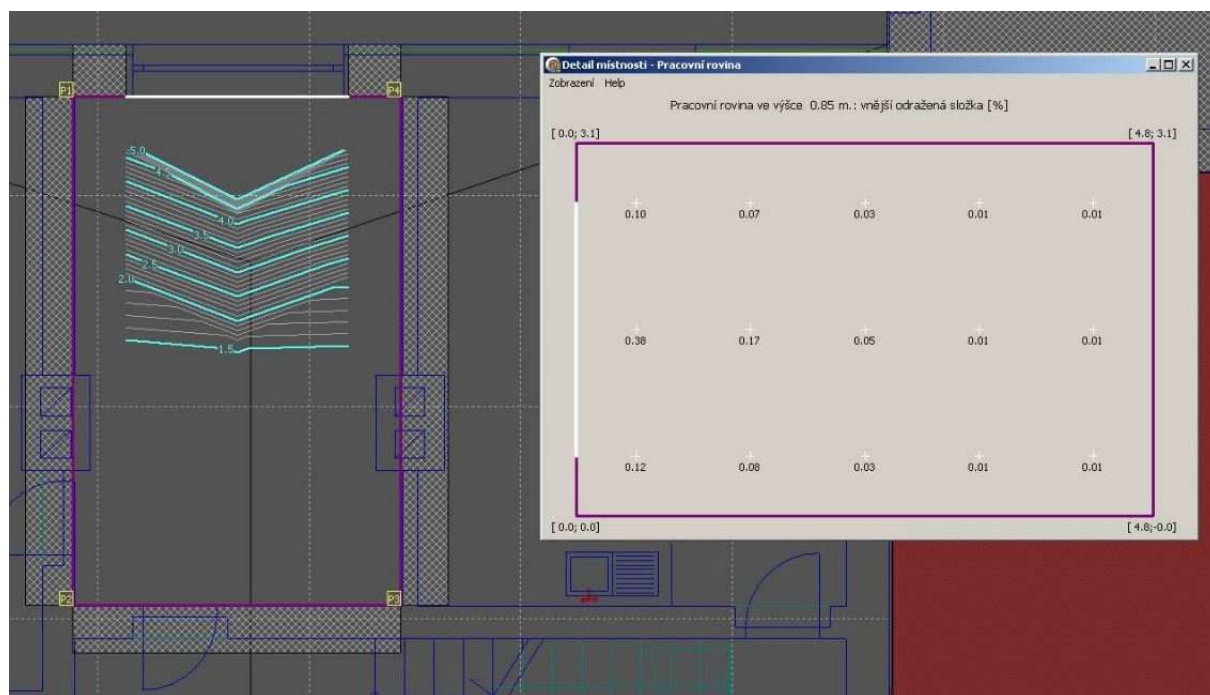 P1
P4
5.0
4.5
4.0
3.5
3.0
2.5
2.0
1.5
P2
P3
Detail místnosti - Pracovní rovina
Zobrazení Help
Pracovní rovina ve výšce 0.85 m.: vnější odražená složka [%]
[ 0.0; 3.1] [ 4.8; 3.1]
0.10 0.07 0.03 0.01 0.01
0.38 0.17 0.05 0.01 0.01
0.12 0.08 0.03 0.01 0.01
[ 0.0; 0.0] [ 4.8;-0.0]